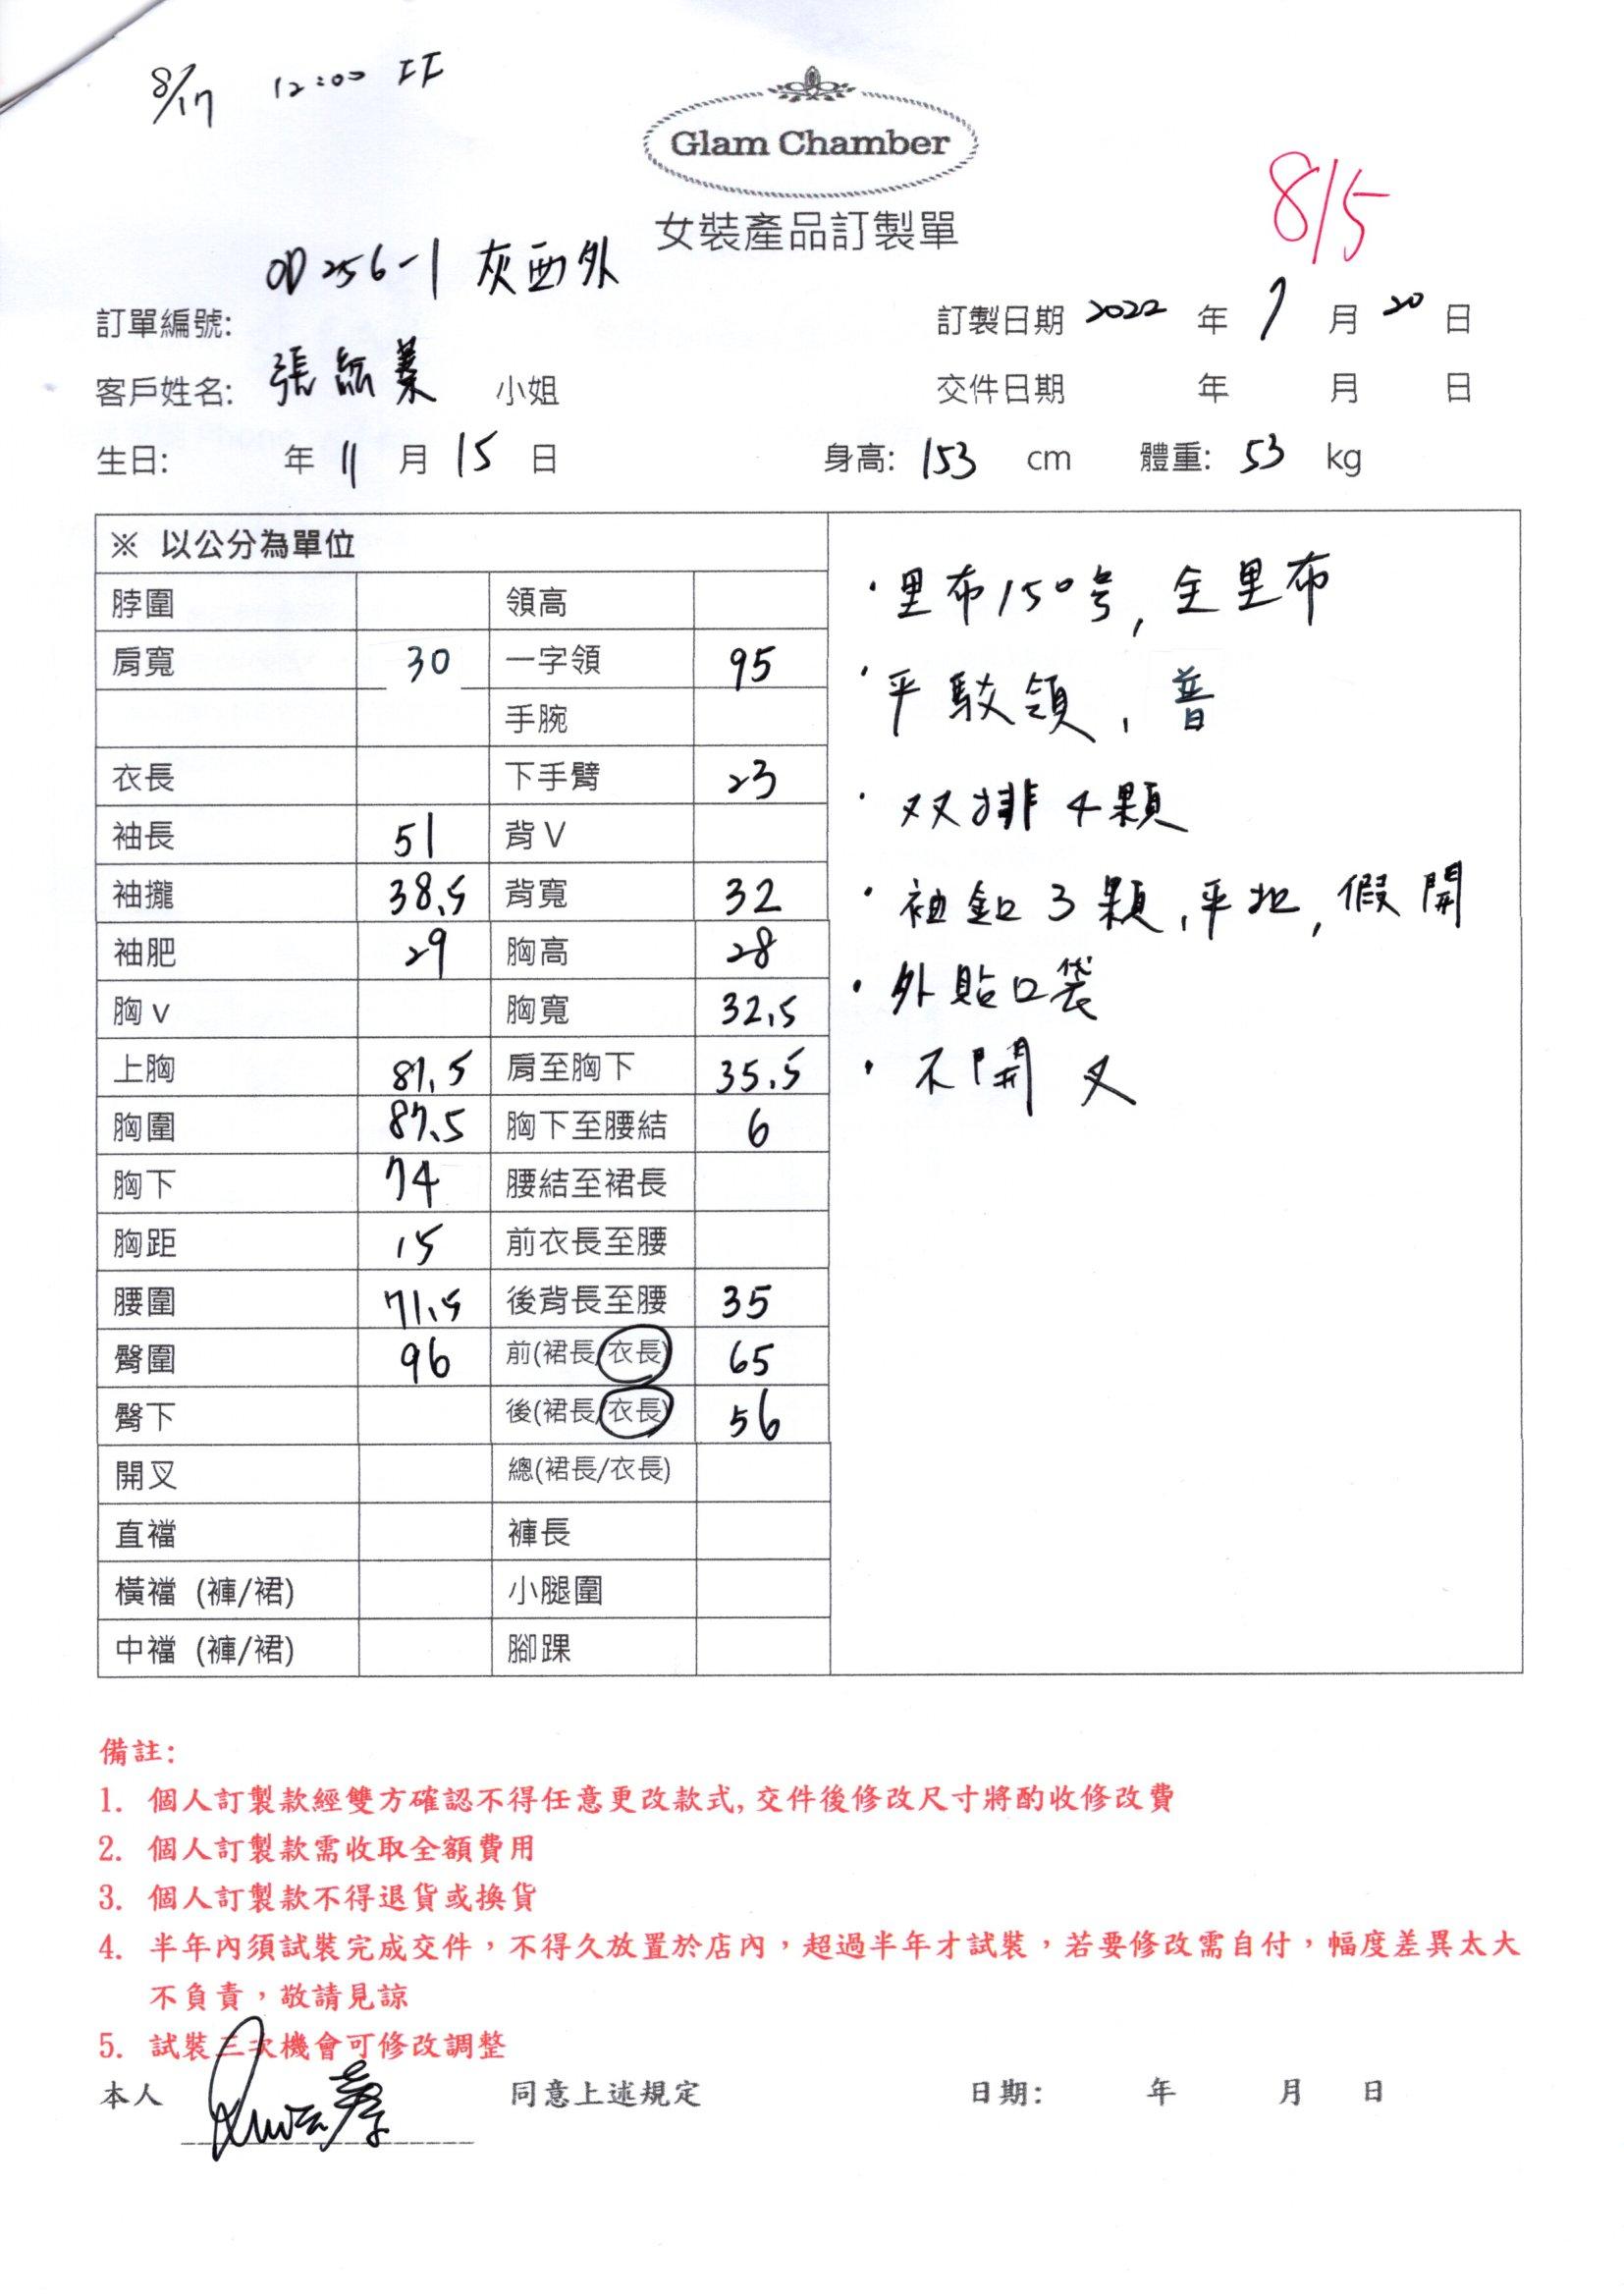 8/17 12:00 FF
Glam Chamber
8/5
女裝產品訂製單
OD256-1 灰西外
訂單編號: 訂製日期 2022 年 7 月 20 日
客戶姓名: 張 小姐 交件日期 年 月 日
生日: 年 11 月 15 日 身高: 153 cm 體重: 53 kg
※ 以公分為單位
脖圍 領高
肩寬 30 一字領 95
手腕
衣長 下手臂 23
袖長 51 背V
袖攏 38.5 背寬 32
袖肥 29 胸高 28
胸v 胸寬 32.5
上胸 81.5 肩至胸下 35.5
胸圍 87.5 胸下至腰結 6
胸下 74 腰結至裙長
胸距 15 前衣長至腰
腰圍 71.5 後背長至腰 35
臀圍 96 前(裙長/衣長) 65
臀下 後(裙長/衣長) 56
開叉 總(裙長/衣長)
直襠 褲長
橫襠 (褲/裙) 小腿圍
中襠 (褲/裙) 腳踝
·里布150号, 全里布
·平駁領, 普
·双排4顆
·袖釦3顆, 平扣, 假開
·外貼口袋
·不開叉
備註:
1. 個人訂製款經雙方確認不得任意更改款式, 交件後修改尺寸將酌收修改費
2. 個人訂製款需收取全額費用
3. 個人訂製款不得退貨或換貨
4. 半年內須試裝完成交件，不得久放置於店內，超過半年才試裝，若要修改需自付，幅度差異太大
不負責，敬請見諒
5. 試裝三次機會可修改調整
本人 同意上述規定 日期: 年 月 日